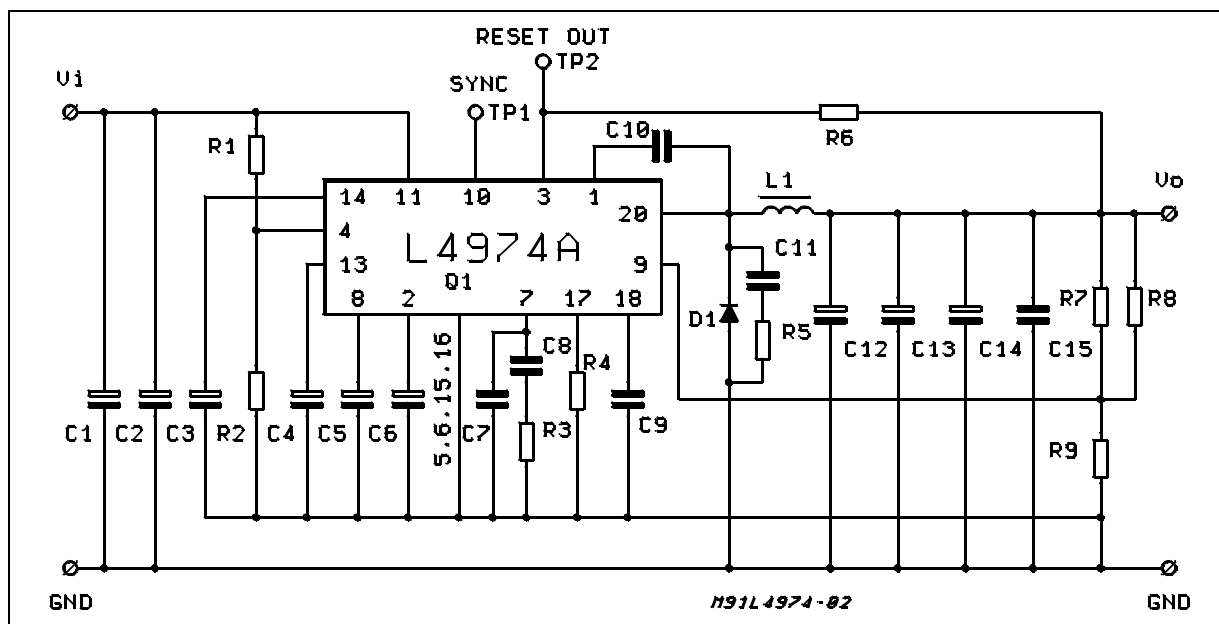 RESET OUT
TP2
Vi
SYNC
TP1
C10
R1
R6
L1
Vo
14
11
10
3
1
20
4
L4974A
C11
13
Q1
9
8
2
7
17
18
D1
R5
R7
R8
5.6.15.16
C8
R4
C12
C13
C14
C15
C1
C2
C3
R2
C4
C5
C6
C7
R3
C9
R9
GND
M91L4974-02
GND